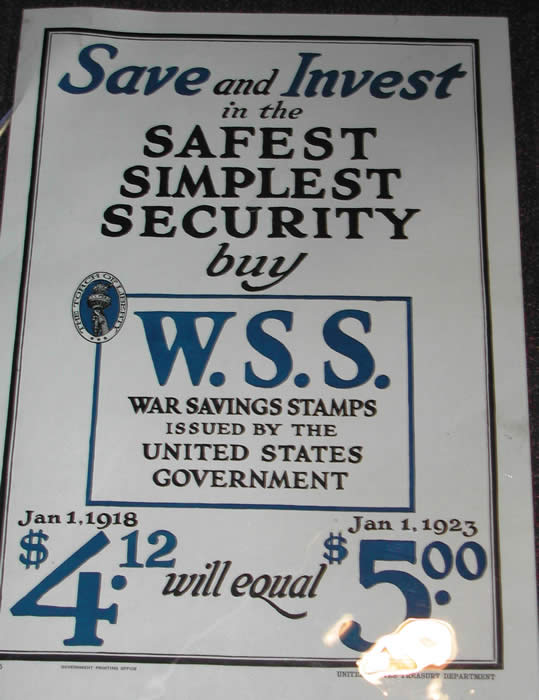 Save and Invest
in the
SAFEST
SIMPLEST
SECURITY
buy
THE TORCH OF LIBERTY
W.S.S.
WAR SAVINGS STAMPS
ISSUED BY THE
UNITED STATES
GOVERNMENT
Jan 1, 1918
$4.12
will equal
Jan 1, 1923
$5.00
GOVERNMENT PRINTING OFFICE
TREASURY DEPARTMENT